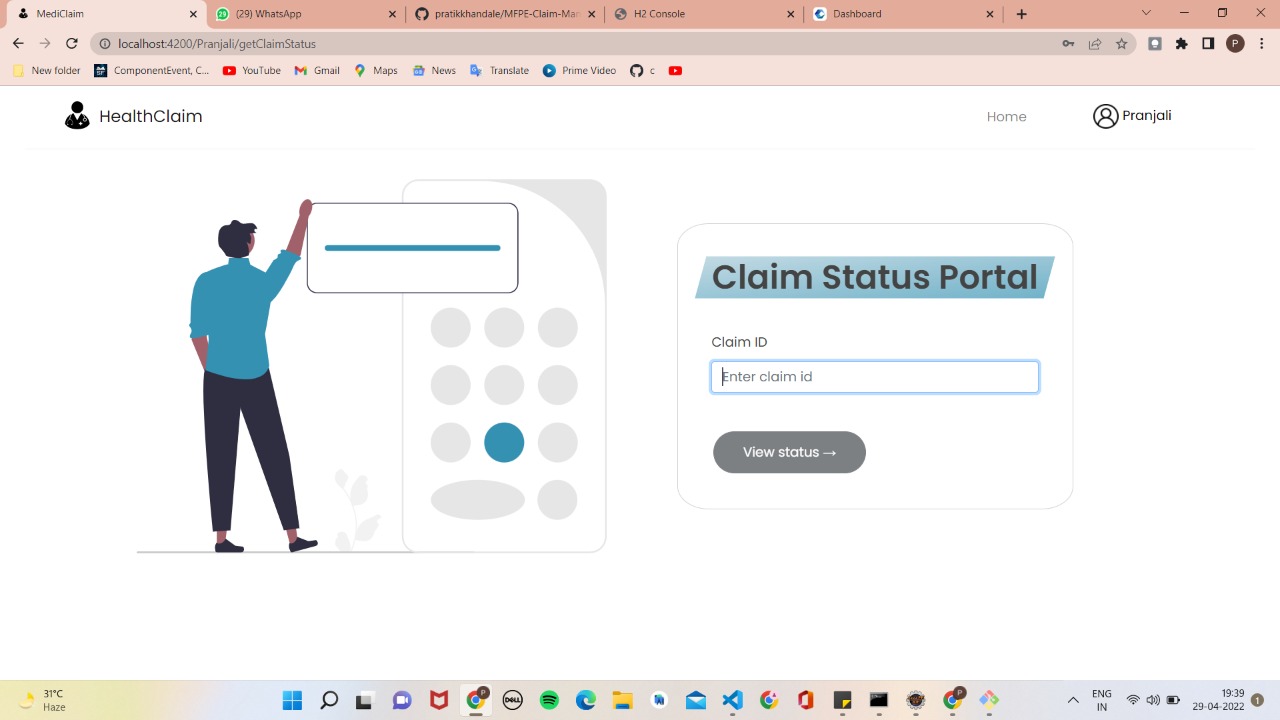 MediClaim
(29) WhatsApp
pratikkhandale/MFPE-Claim-Man
H2 Console
Dashboard
localhost:4200/Pranjali/getClaimStatus
P
New folder
ComponentEvent, C...
YouTube
Gmail
Maps
News
Translate
Prime Video
c
HealthClaim
Home
Pranjali
Claim Status Portal
Claim ID
Enter claim id
View status →
31°C
Haze
DELL
ENG
IN
19:39
29-04-2022
1